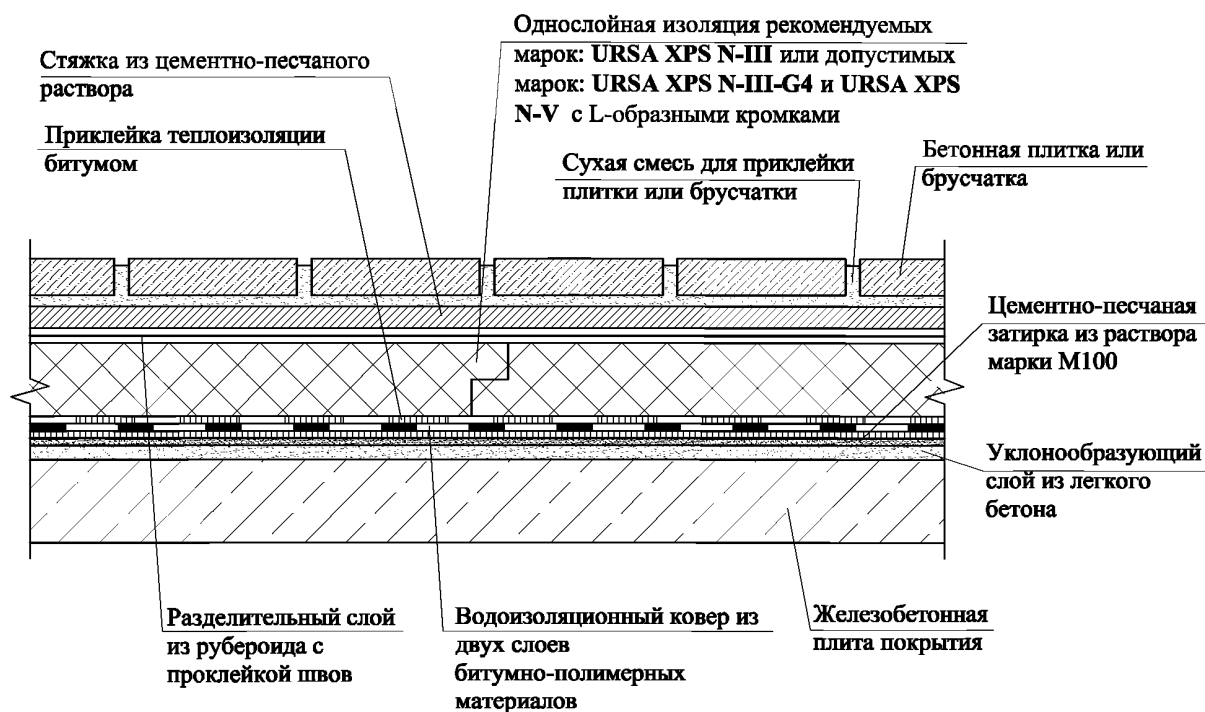 Однослойная изоляция рекомендуемых
марок: URSA XPS N-III или допустимых
марок: URSA XPS N-III-G4 и URSA XPS
N-V с L-образными кромками
Стяжка из цементно-песчаного
раствора
Приклейка теплоизоляции
битумом
Сухая смесь для приклейки
плитки или брусчатки
Бетонная плитка или
брусчатка
Цементно-песчаная
затирка из раствора
марки М100
Уклонообразующий
слой из легкого
бетона
Разделительный слой
из рубероида с
проклейкой швов
Водоизоляционный ковер из
двух слоев
битумно-полимерных
материалов
Железобетонная
плита покрытия